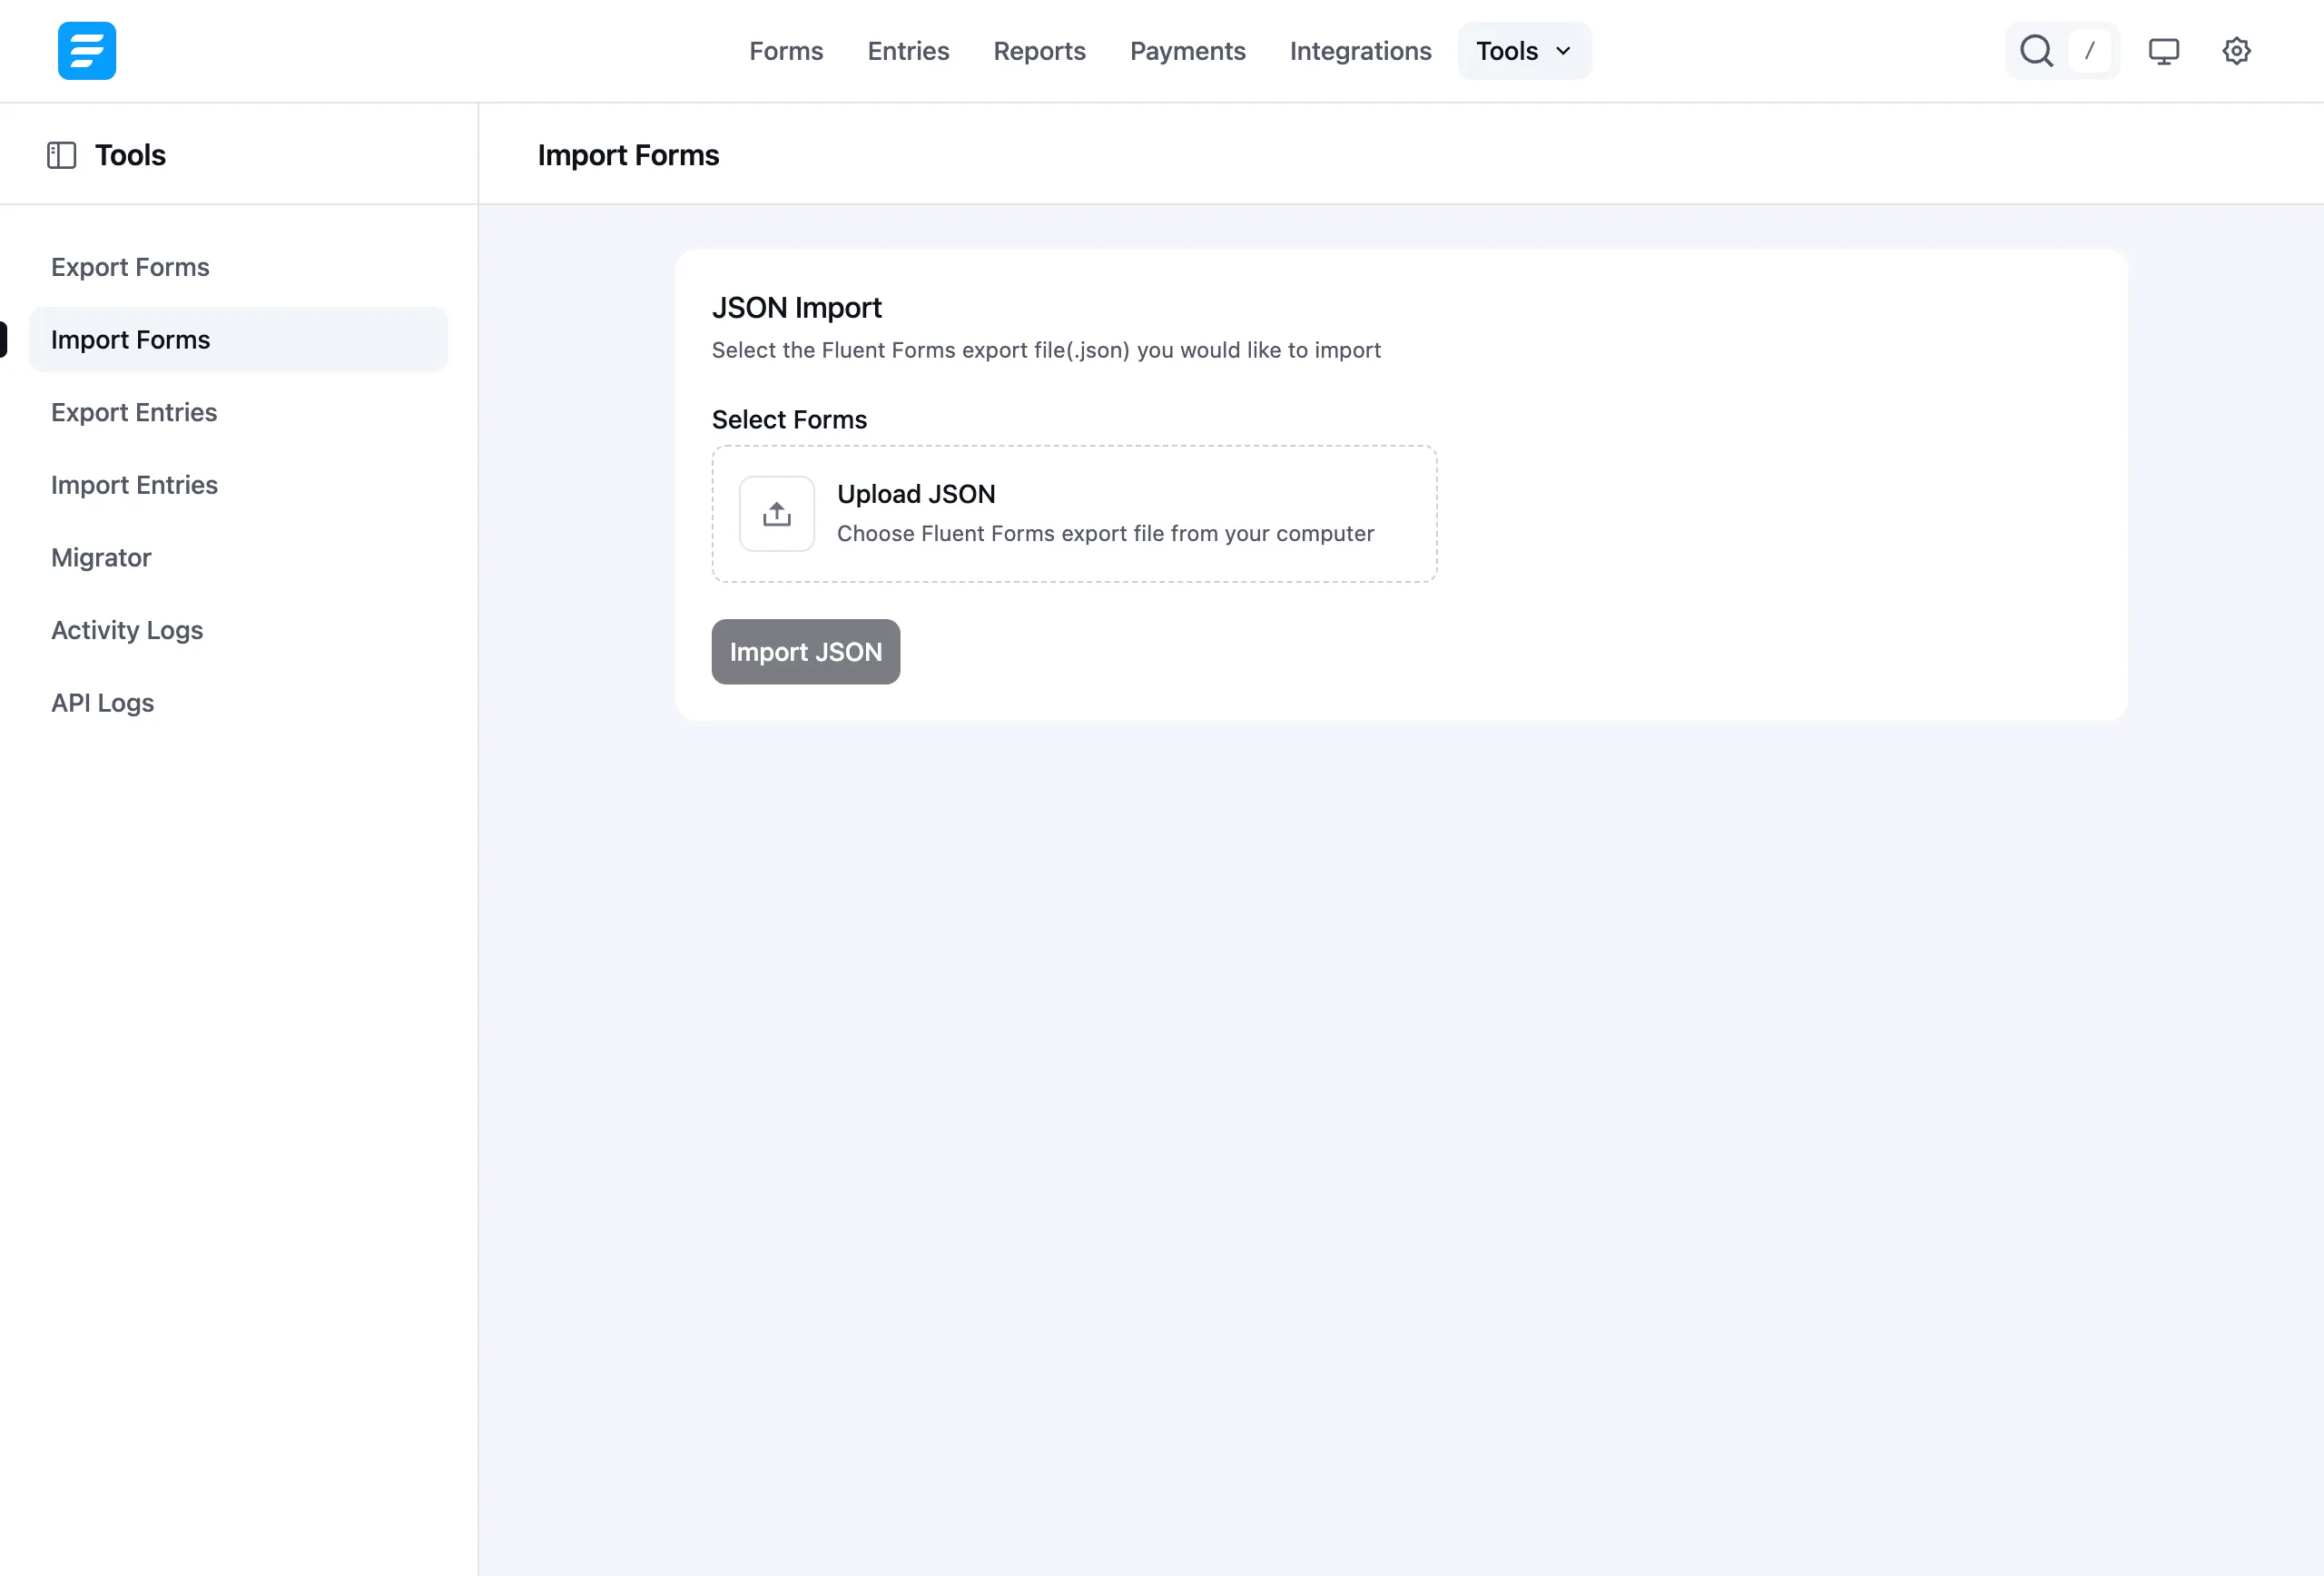 Forms Entries Reports Payments Integrations Tools /
Tools
Import Forms
Export Forms
Import Forms
Export Entries
Import Entries
Migrator
Activity Logs
API Logs
JSON Import
Select the Fluent Forms export file(.json) you would like to import
Select Forms
Upload JSON
Choose Fluent Forms export file from your computer
Import JSON